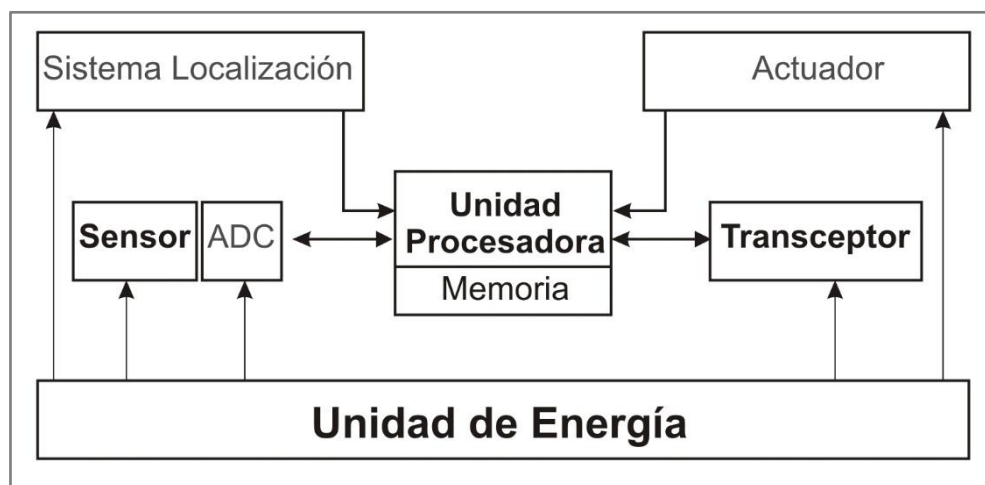 Sistema Localización
Actuador
Unidad
Procesadora
Memoria
Sensor
ADC
Transceptor
Unidad de Energía